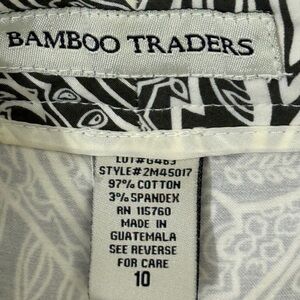 BAMBOO TRADERS
LOT#0463
STYLE#2M45017
97% COTTON
3% SPANDEX
RN 115760
MADE IN
GUATEMALA
SEE REVERSE
FOR CARE
10